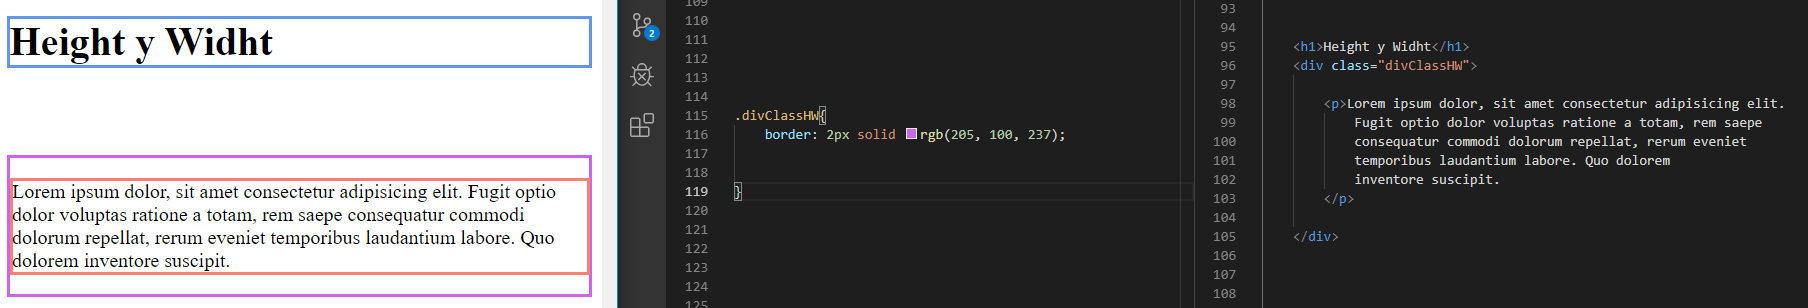 Height y Widht
Lorem ipsum dolor, sit amet consectetur adipisicing elit. Fugit optio
dolor voluptas ratione a totam, rem saepe consequatur commodi
dolorum repellat, rerum eveniet temporibus laudantium labore. Quo
dolorem inventore suscipit.
2
109
110
111
112
113
114
115 .divClassHW{
116 border: 2px solid rgb(205, 100, 237);
117
118
119 }
120
121
122
123
124
125
93
94
95 <h1>Height y Widht</h1>
96 <div class="divClassHW">
97
98 <p>Lorem ipsum dolor, sit amet consectetur adipisicing elit.
99 Fugit optio dolor voluptas ratione a totam, rem saepe
100 consequatur commodi dolorum repellat, rerum eveniet
101 temporibus laudantium labore. Quo dolorem
102 inventore suscipit.
103 </p>
104
105 </div>
106
107
108